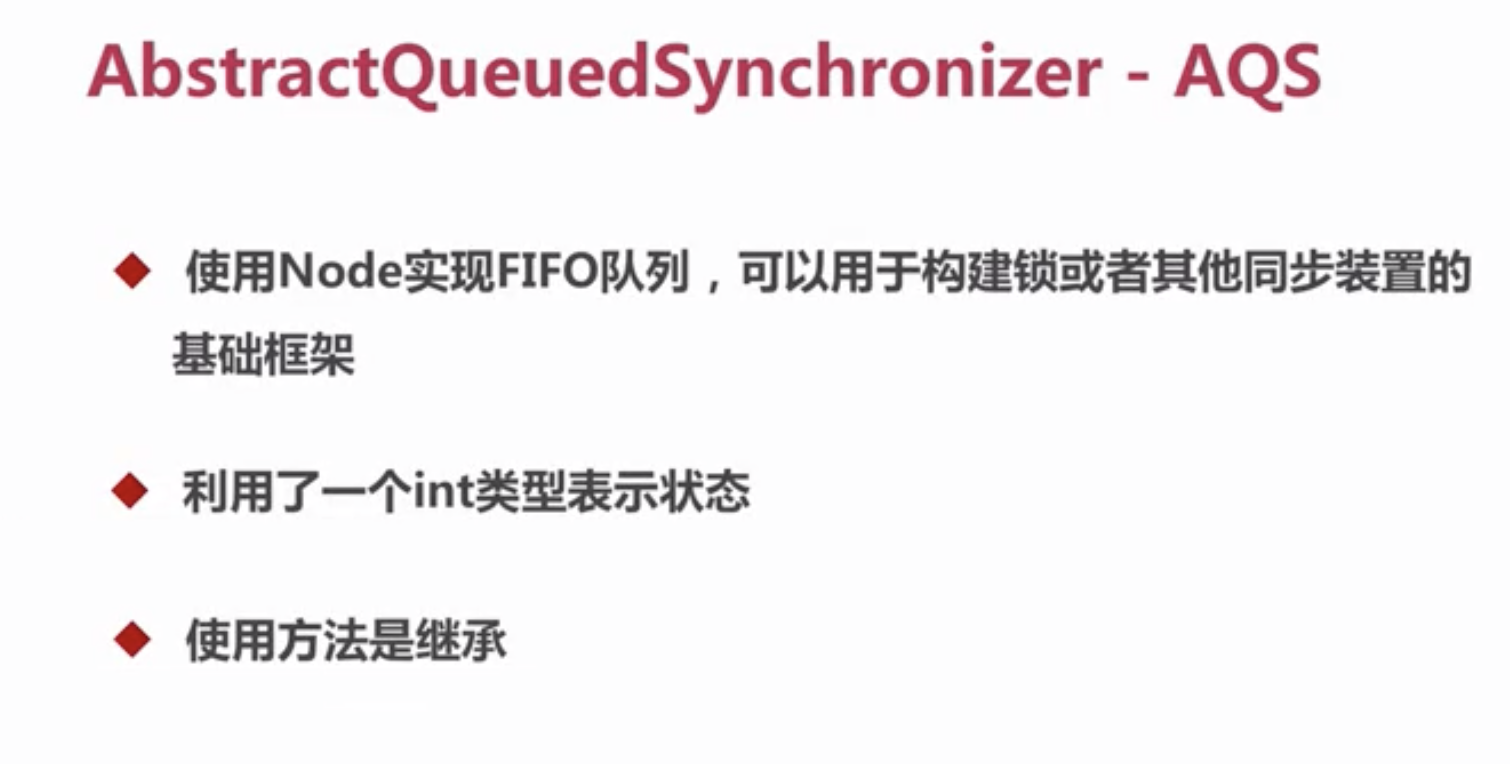 AbstractQueuedSynchronizer - AQS
使用Node实现FIFO队列，可以用于构建锁或者其他同步装置的
基础框架
利用了一个int类型表示状态
使用方法是继承